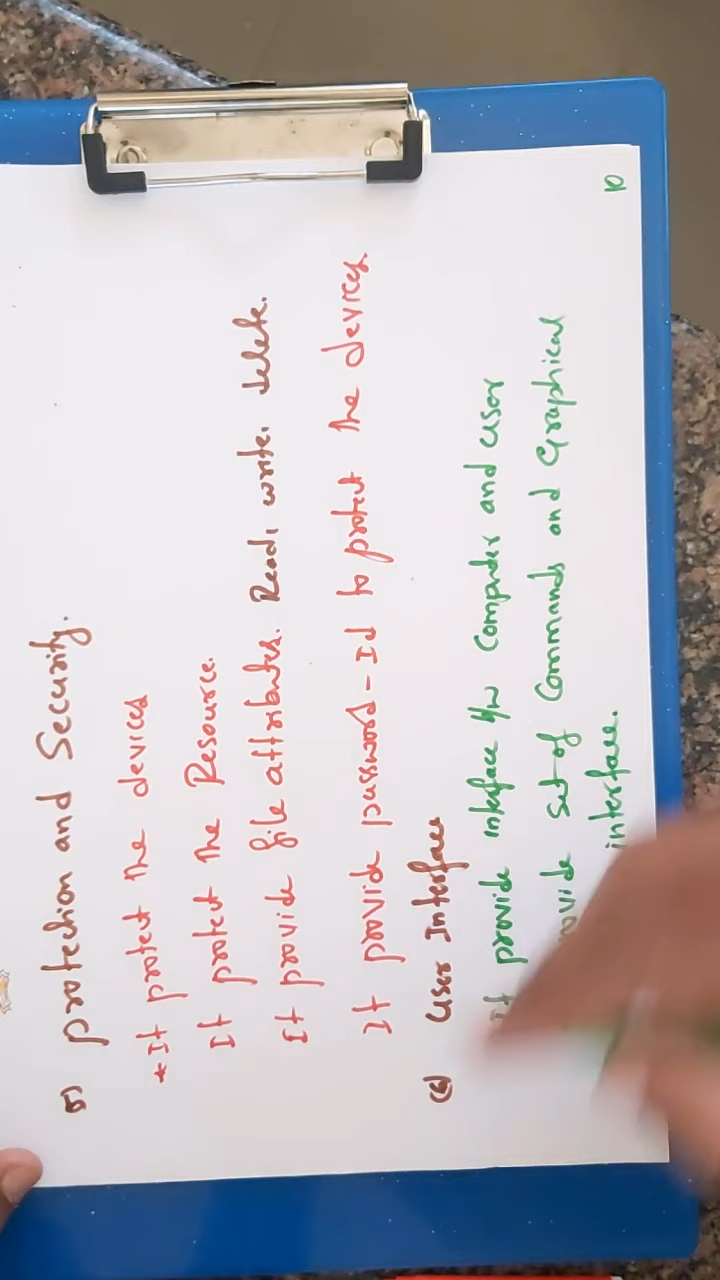 5) protection and Security.
* It protect the devices
It protect the Resource.
It provide file attributes. Read, write, delete.
It provide password - Id to protect the devices
(6) User Interface
It provide interface b/w Computer and user
provide set of Commands and Graphical
interface.
10